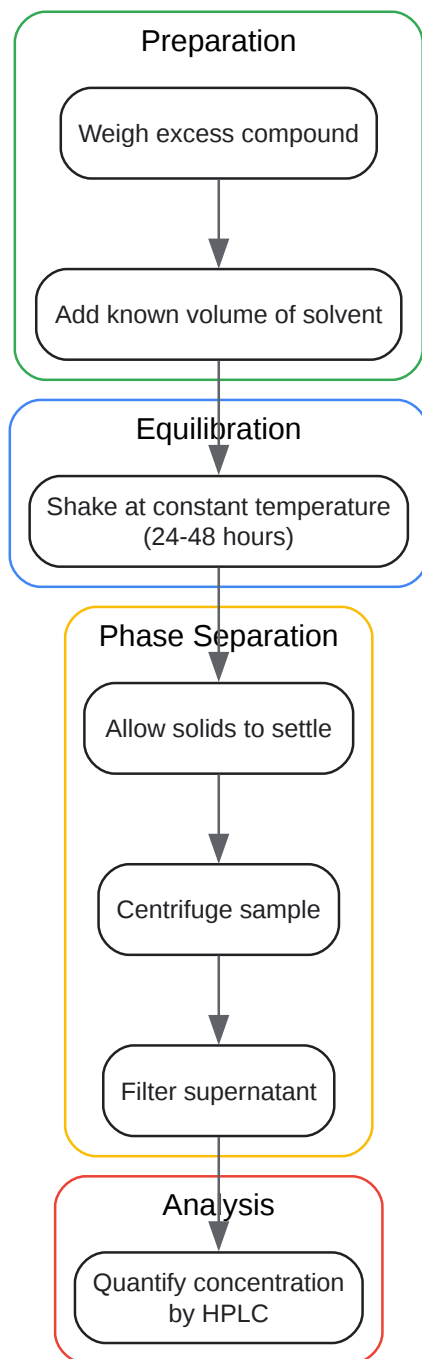 Preparation
Weigh excess compound
Add known volume of solvent
Equilibration
Shake at constant temperature
(24-48 hours)
Phase Separation
Allow solids to settle
Centrifuge sample
Filter supernatant
Analysis
Quantify concentration
by HPLC